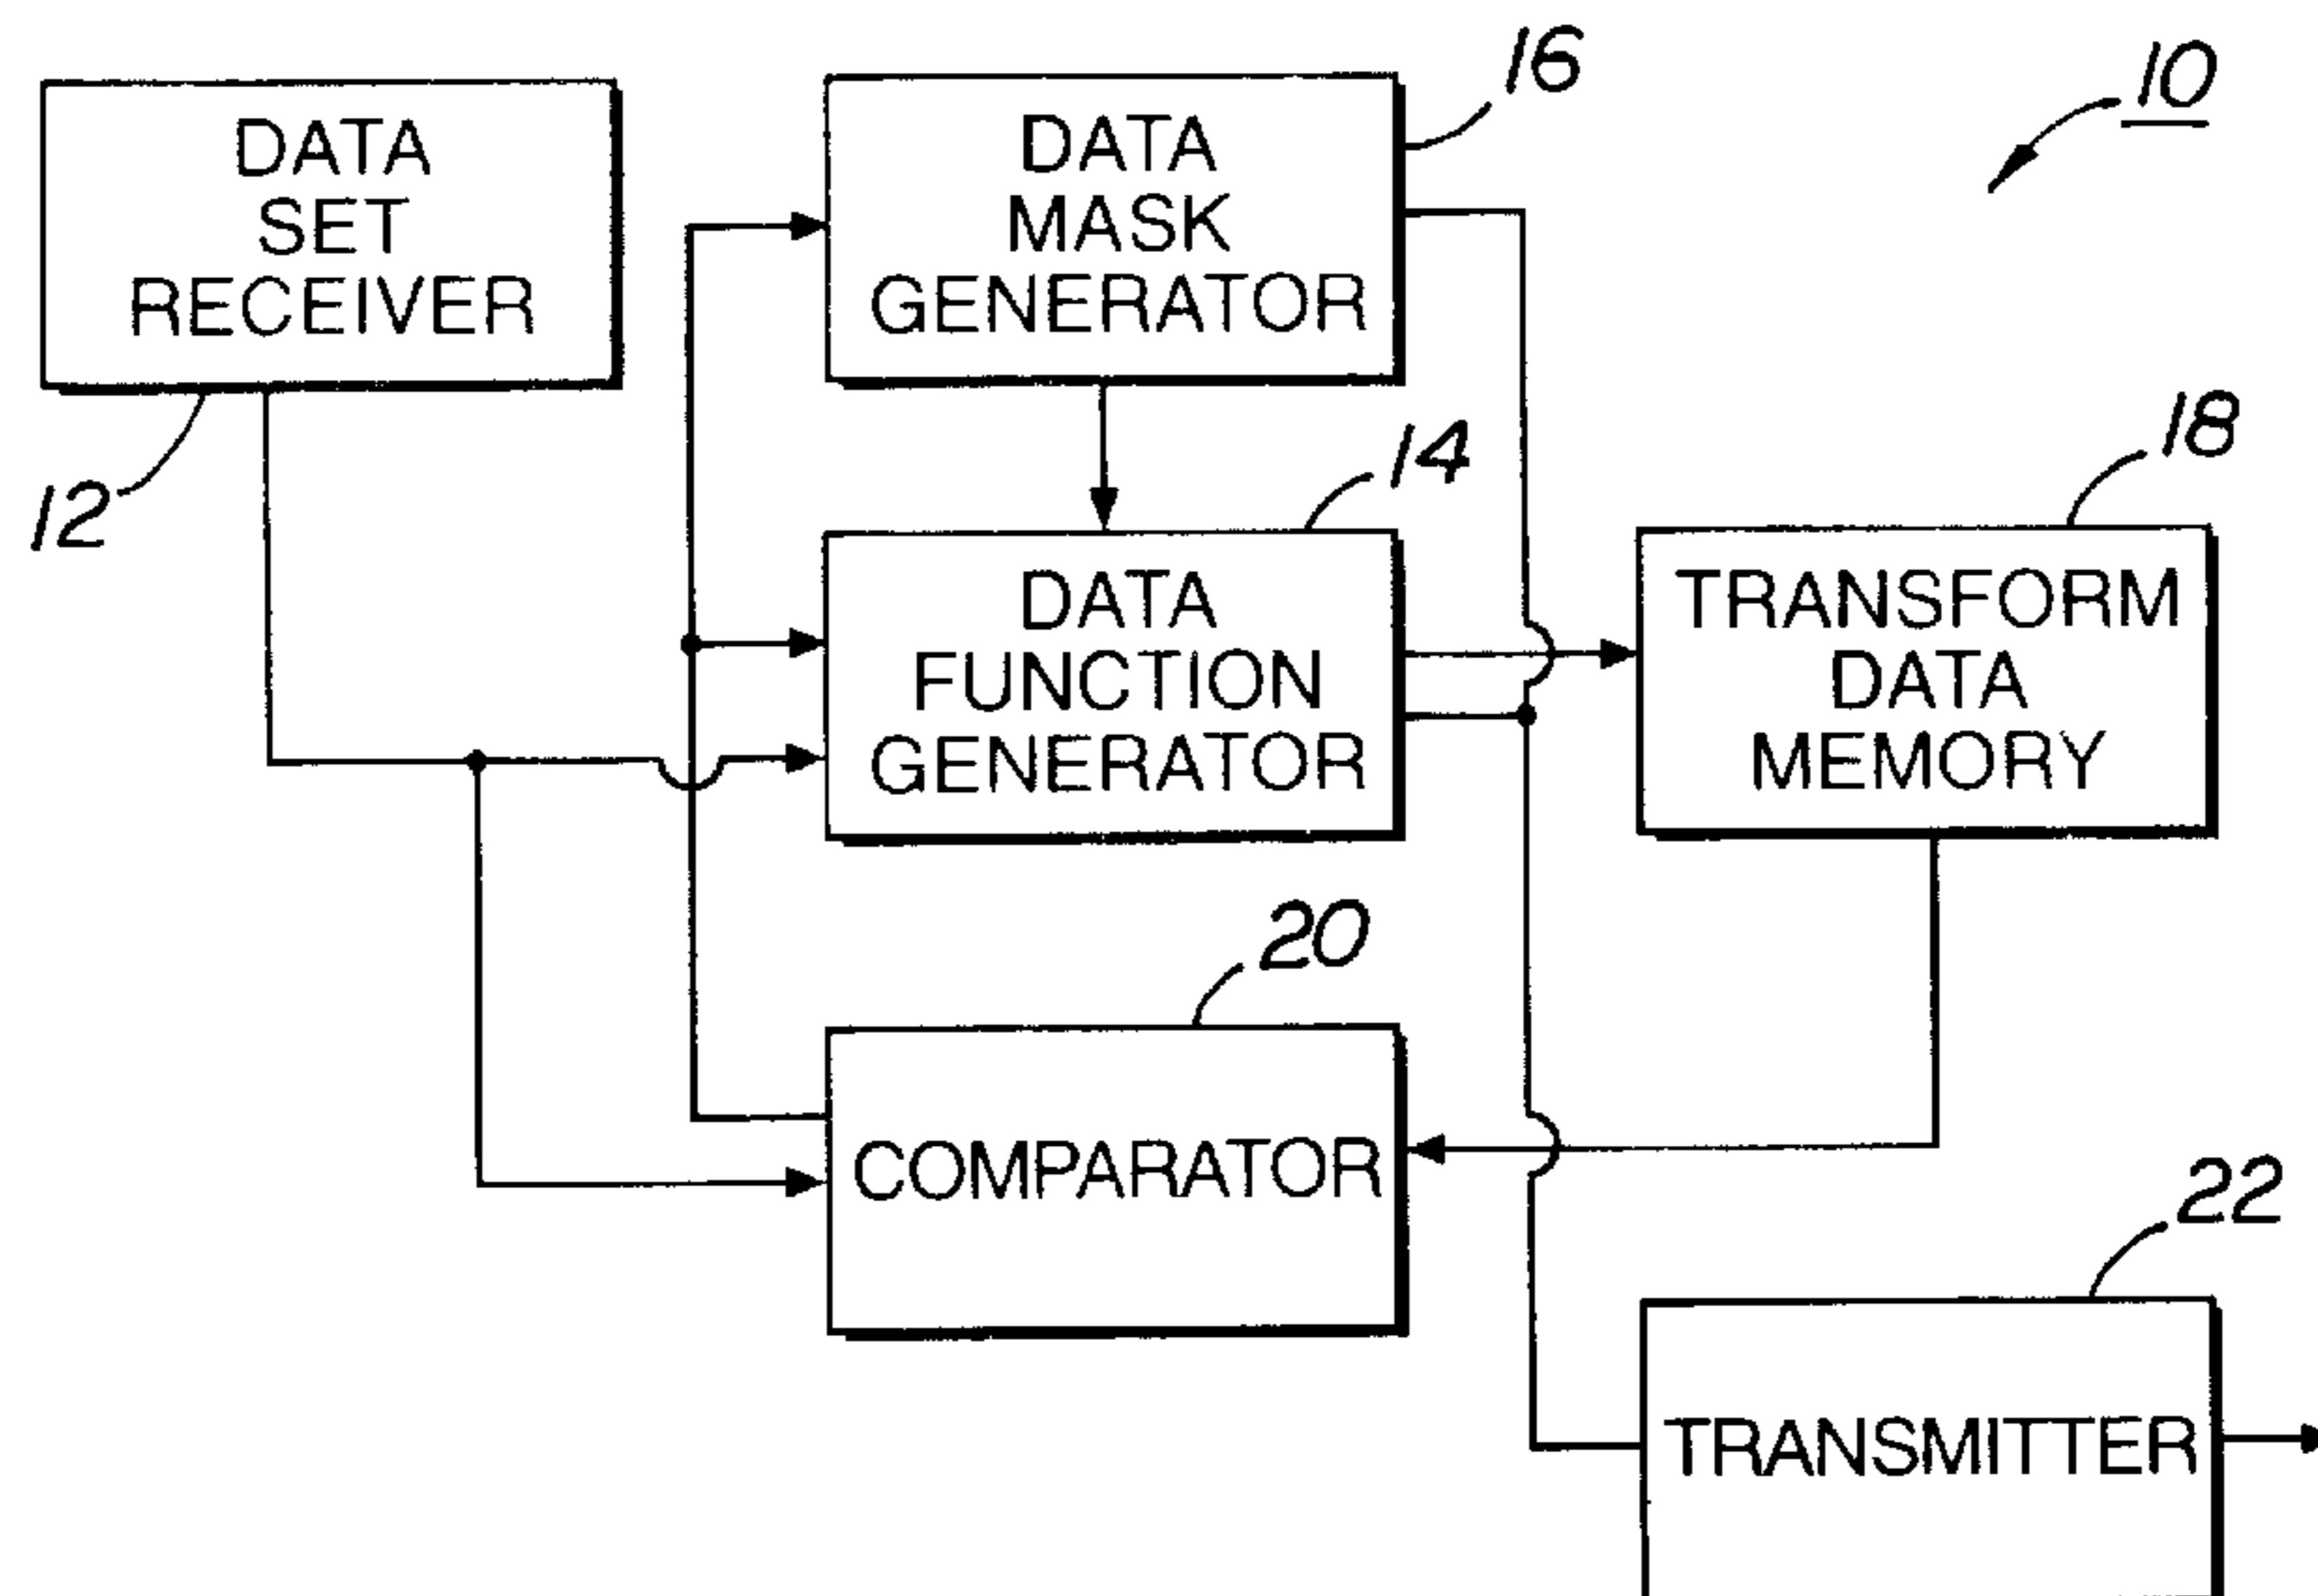 16
10
DATA
SET
RECEIVER
DATA
MASK
GENERATOR
12
14
18
DATA
FUNCTION
GENERATOR
TRANSFORM
DATA
MEMORY
20
COMPARATOR
22
TRANSMITTER